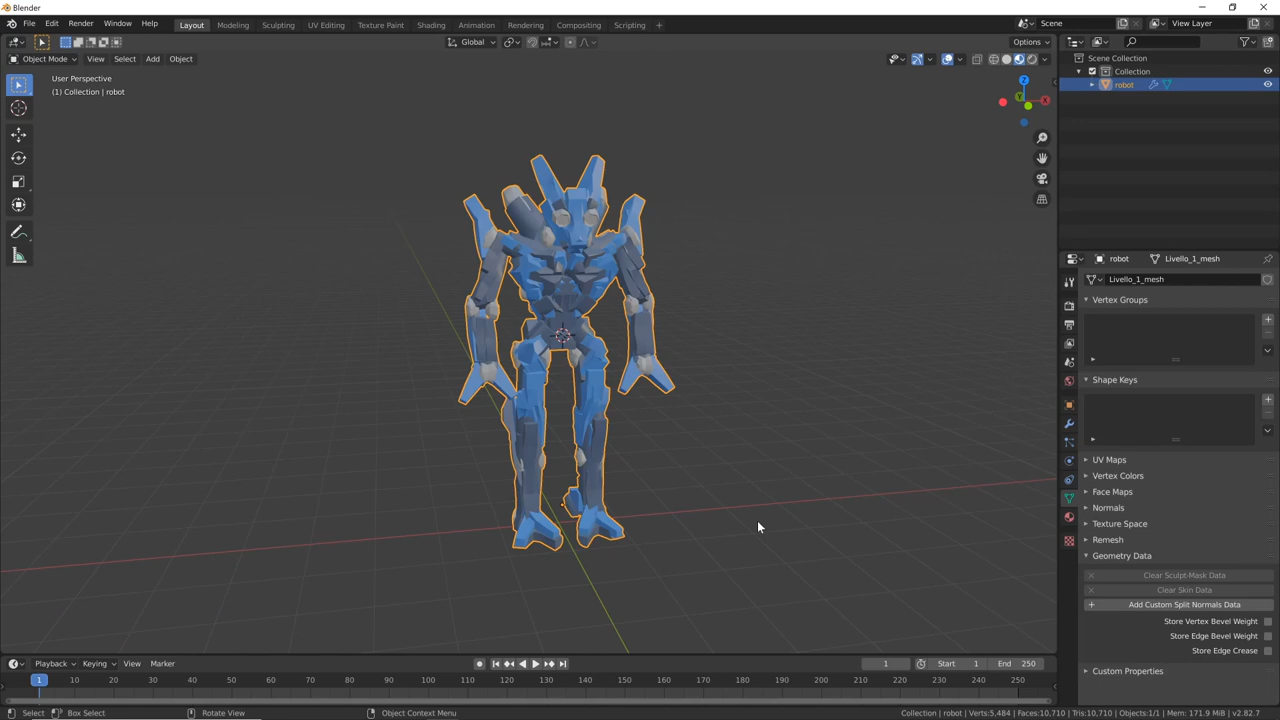 Blender
File Edit Render Window Help Layout Modeling Sculpting UV Editing Texture Paint Shading Animation Rendering Compositing Scripting + Scene View Layer
Global Options
Object Mode View Select Add Object
User Perspective
(1) Collection | robot
Z
Y
X
Scene Collection
Collection
robot
robot Livello_1_mesh
Livello_1_mesh
Vertex Groups
Shape Keys
UV Maps
Vertex Colors
Face Maps
Normals
Texture Space
Remesh
Geometry Data
Clear Sculpt-Mask Data
Clear Skin Data
Add Custom Split Normals Data
Store Vertex Bevel Weight
Store Edge Bevel Weight
Store Edge Crease
Custom Properties
Playback Keying View Marker 1 Start 1 End 250
1 10 20 30 40 50 60 70 80 90 100 110 120 130 140 150 160 170 180 190 200 210 220 230 240 250
Select Box Select Rotate View Object Context Menu Collection | robot | Verts:5,484 | Faces:10,710 | Tris:10,710 | Objects:1/1 | Mem: 171.9 MiB | v2.82.7